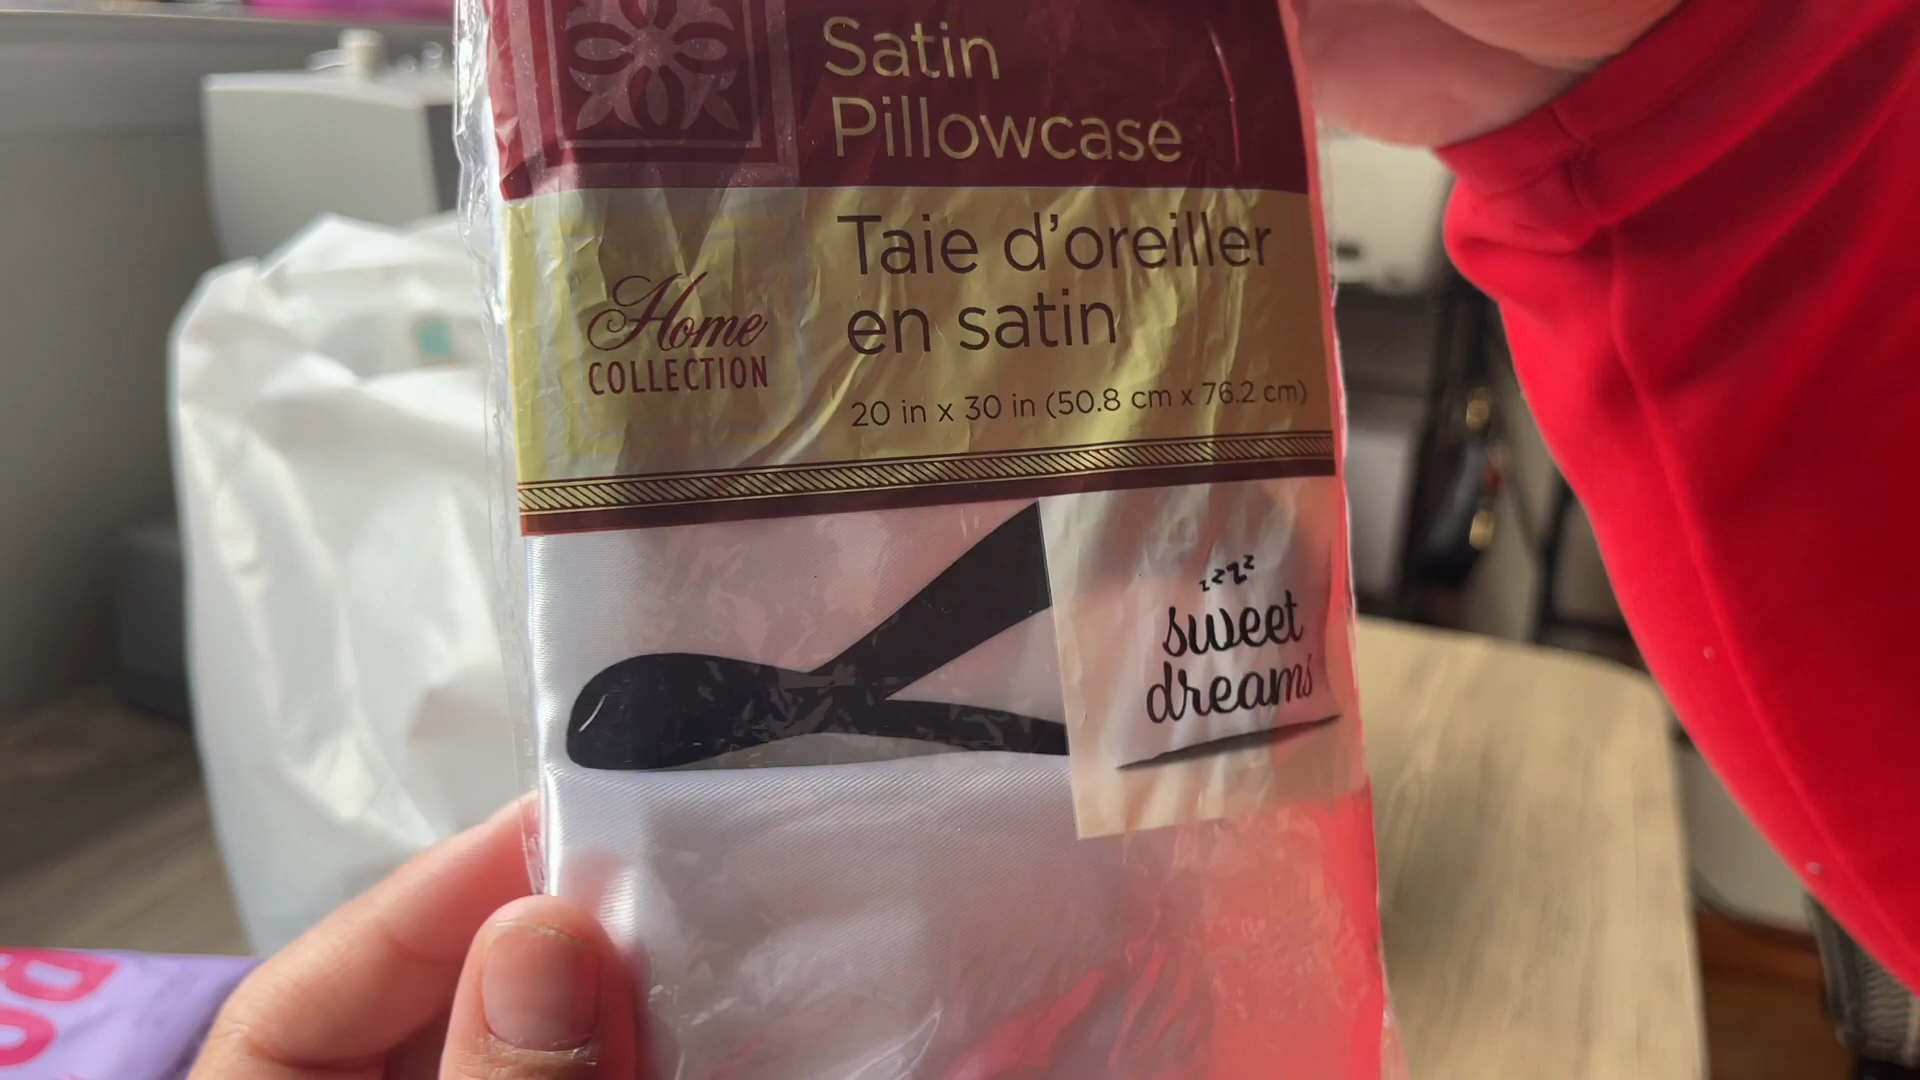 Satin
Pillowcase
Taie d'oreiller
en satin
Home
COLLECTION
20 in x 30 in (50.8 cm x 76.2 cm)
zzzz
sweet
dreams